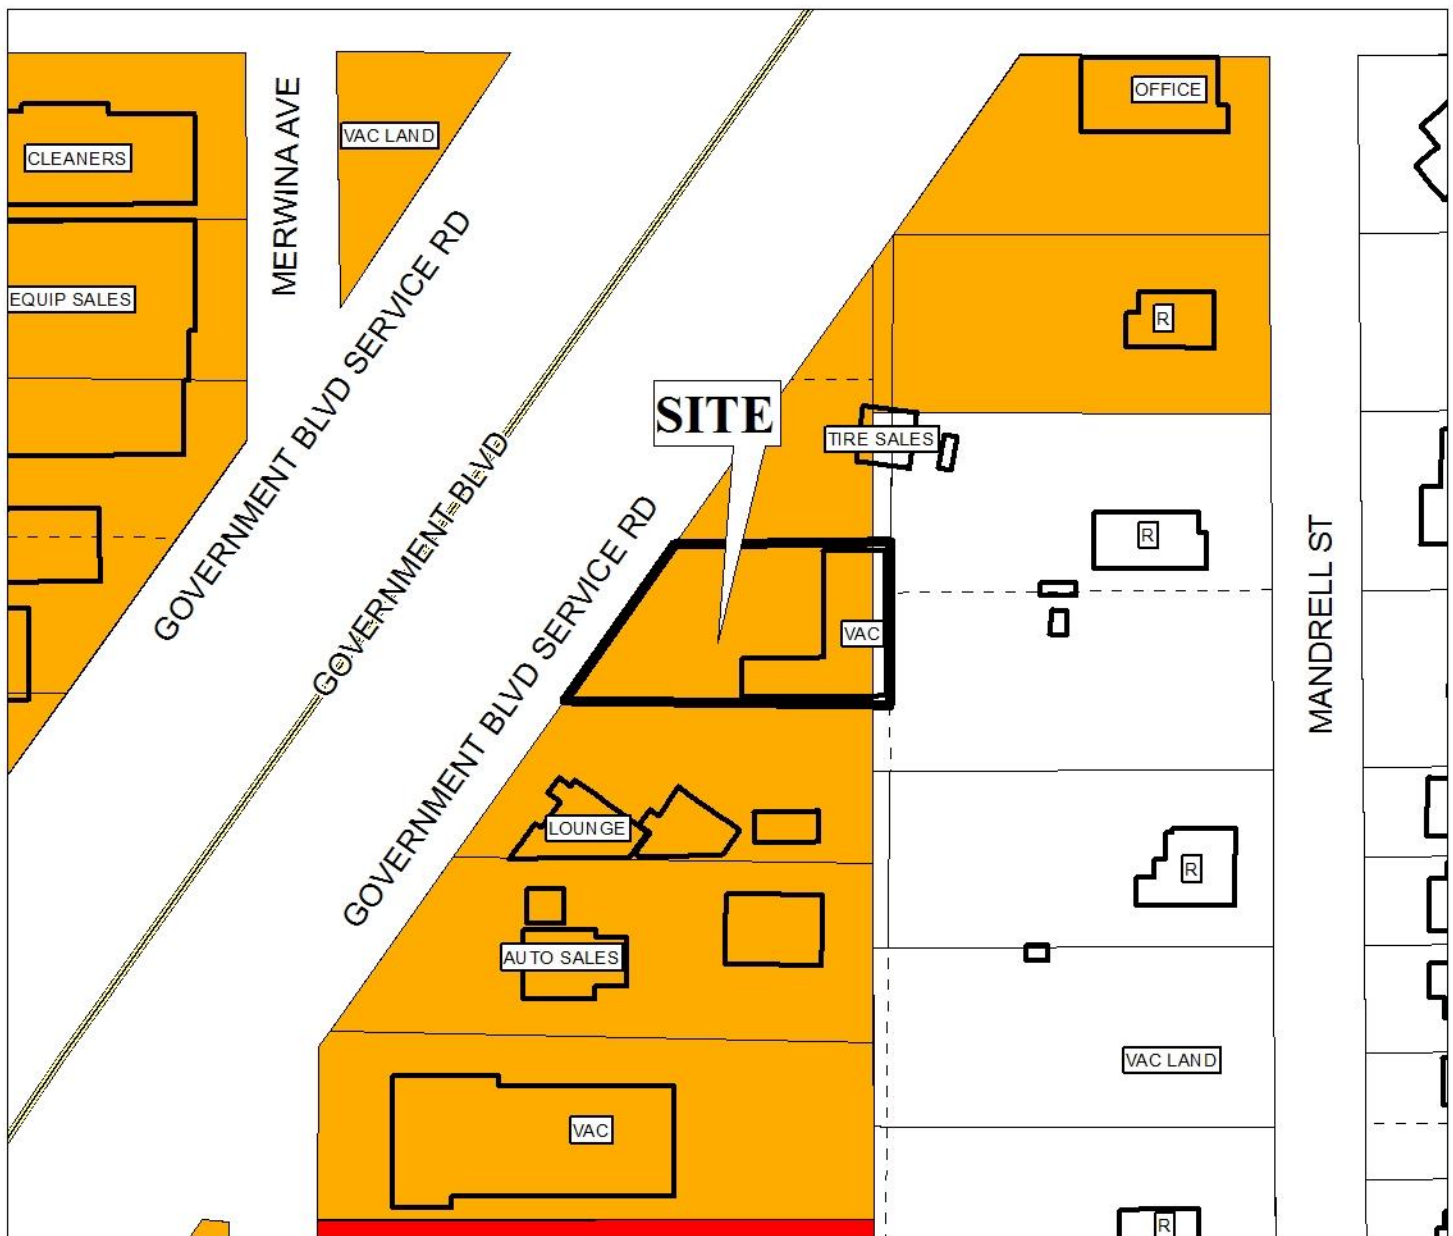 OFFICE
VAC LAND
CLEANERS
MERWINA AVE
EQUIP SALES
R
GOVERNMENT BLVD SERVICE RD
SITE
TIRE SALES
GOVERNMENT BLVD
R
MANDRELL ST
VAC
GOVERNMENT BLVD SERVICE RD
LOUNGE
R
AUTO SALES
VAC LAND
VAC
R